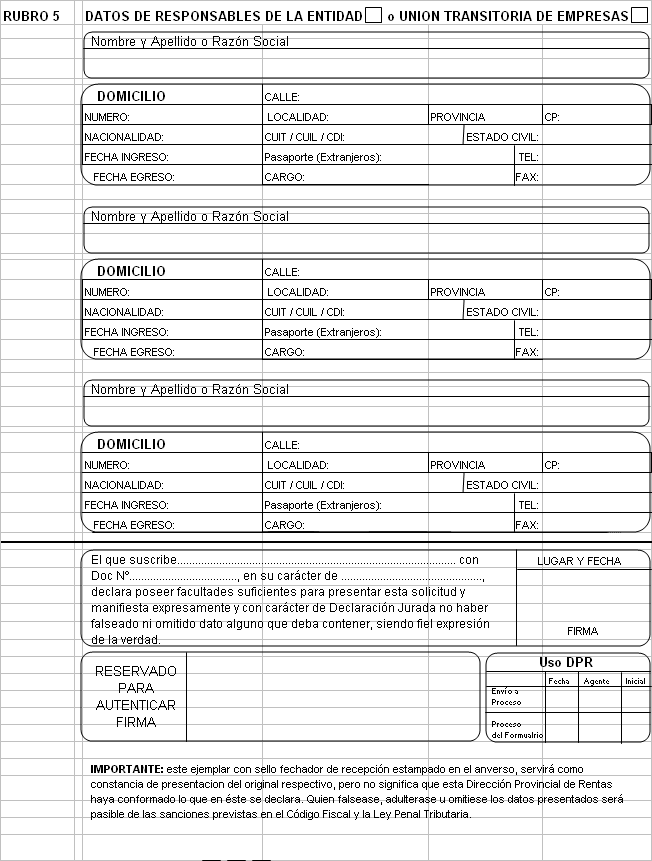 RUBRO 5 DATOS DE RESPONSABLES DE LA ENTIDAD o UNION TRANSITORIA DE EMPRESAS
Nombre y Apellido o Razón Social
DOMICILIO CALLE:
NUMERO: LOCALIDAD: PROVINCIA CP:
NACIONALIDAD: CUIT / CUIL / CDI: ESTADO CIVIL:
FECHA INGRESO: Pasaporte (Extranjeros): TEL:
FECHA EGRESO: CARGO: FAX:
Nombre y Apellido o Razón Social
DOMICILIO CALLE:
NUMERO: LOCALIDAD: PROVINCIA CP:
NACIONALIDAD: CUIT / CUIL / CDI: ESTADO CIVIL:
FECHA INGRESO: Pasaporte (Extranjeros): TEL:
FECHA EGRESO: CARGO: FAX:
Nombre y Apellido o Razón Social
DOMICILIO CALLE:
NUMERO: LOCALIDAD: PROVINCIA CP:
NACIONALIDAD: CUIT / CUIL / CDI: ESTADO CIVIL:
FECHA INGRESO: Pasaporte (Extranjeros): TEL:
FECHA EGRESO: CARGO: FAX:
El que suscribe.................................................................................... con
Doc Nº................................, en su carácter de ..........................................,
declara poseer facultades suficientes para presentar esta solicitud y
manifiesta expresamente y con carácter de Declaración Jurada no haber
falseado ni omitido dato alguno que deba contener, siendo fiel expresión
de la verdad.
LUGAR Y FECHA
FIRMA
RESERVADO
PARA
AUTENTICAR
FIRMA
Uso DPR
Fecha Agente Inicial
Envío a
Proceso
Proceso
del Formualrio
IMPORTANTE: este ejemplar con sello fechador de recepción estampado en el anverso, servirá como
constancia de presentacion del original respectivo, pero no significa que esta Dirección Provincial de Rentas
haya conformado lo que en éste se declara. Quien falsease, adulterase u omitiese los datos presentados será
pasible de las sanciones previstas en el Código Fiscal y la Ley Penal Tributaria.